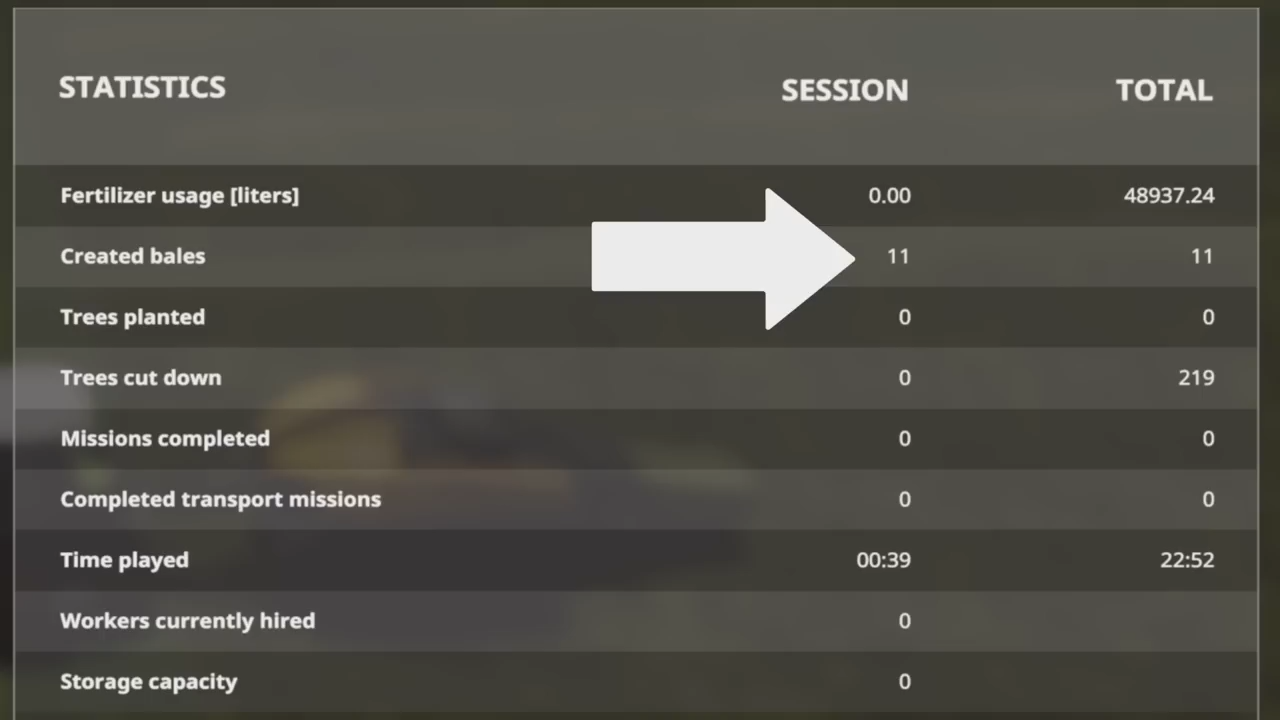 STATISTICS SESSION TOTAL
Fertilizer usage [liters] 0.00 48937.24
Created bales 11 11
Trees planted 0 0
Trees cut down 0 219
Missions completed 0 0
Completed transport missions 0 0
Time played 00:39 22:52
Workers currently hired 0
Storage capacity 0